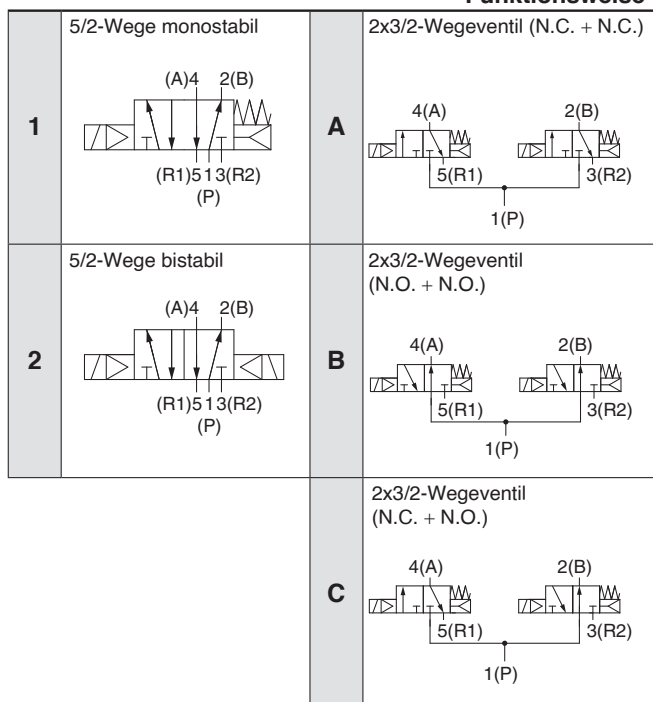 Funktionsweise
1
5/2-Wege monostabil
(A)4 2(B)
(R1)5 1 3(R2)
(P)
A
2x3/2-Wegeventil (N.C. + N.C.)
4(A) 2(B)
5(R1) 3(R2)
1(P)
2
5/2-Wege bistabil
(A)4 2(B)
(R1)5 1 3(R2)
(P)
B
2x3/2-Wegeventil
(N.O. + N.O.)
4(A) 2(B)
5(R1) 3(R2)
1(P)
C
2x3/2-Wegeventil
(N.C. + N.O.)
4(A) 2(B)
5(R1) 3(R2)
1(P)